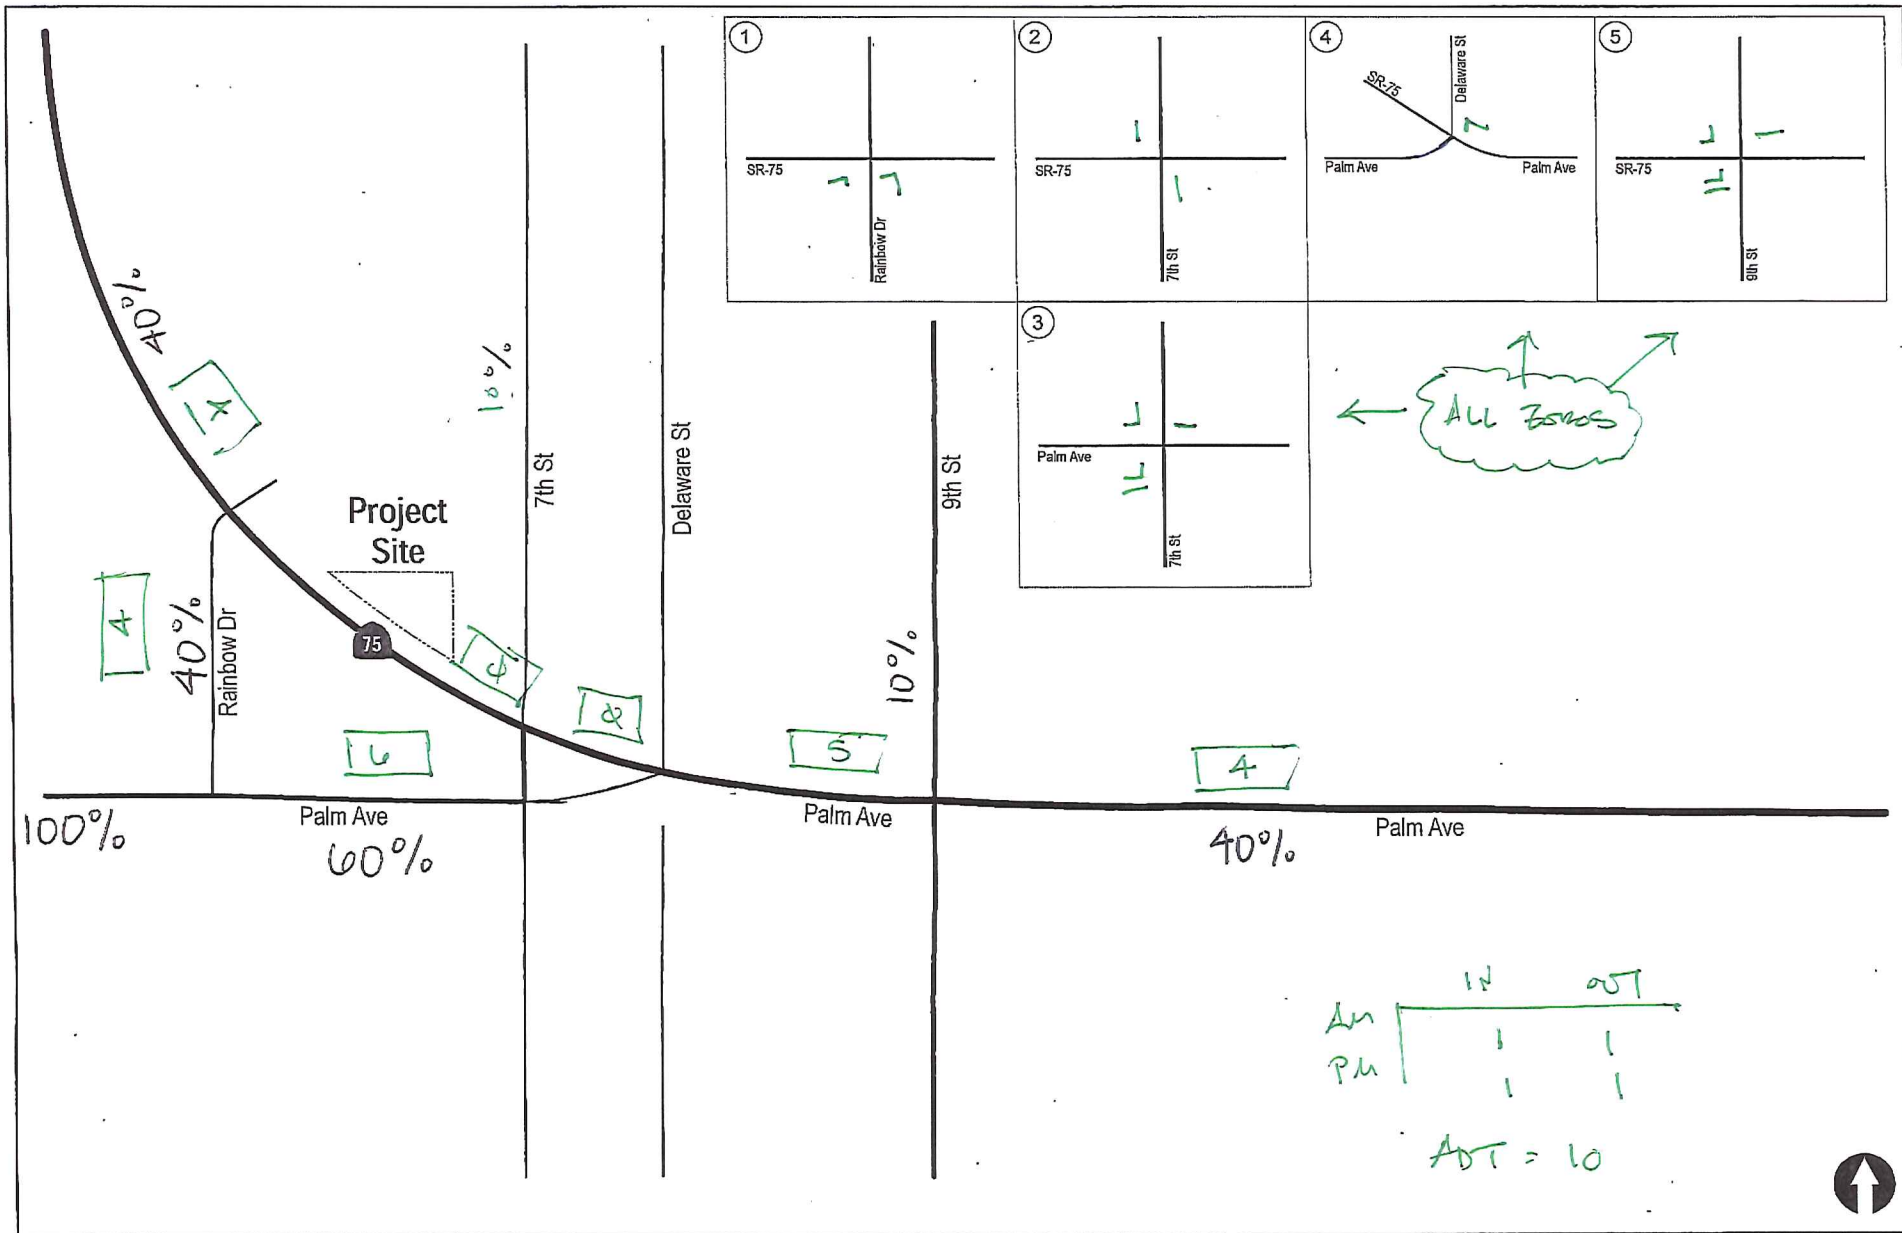 1
SR-75
Rainbow Dr
2
SR-75
7th St
4
SR-75
Delaware St
Palm Ave
Palm Ave
5
SR-75
9th St
3
Palm Ave
7th St
ALL ZEROS
40%
10%
7th St
Delaware St
9th St
Project
Site
75
4
40%
Rainbow Dr
6
5
10%
4
100%
Palm Ave
60%
Palm Ave
40%
Palm Ave
IN OUT
AM 1 1
PM 1 1
ADT = 10